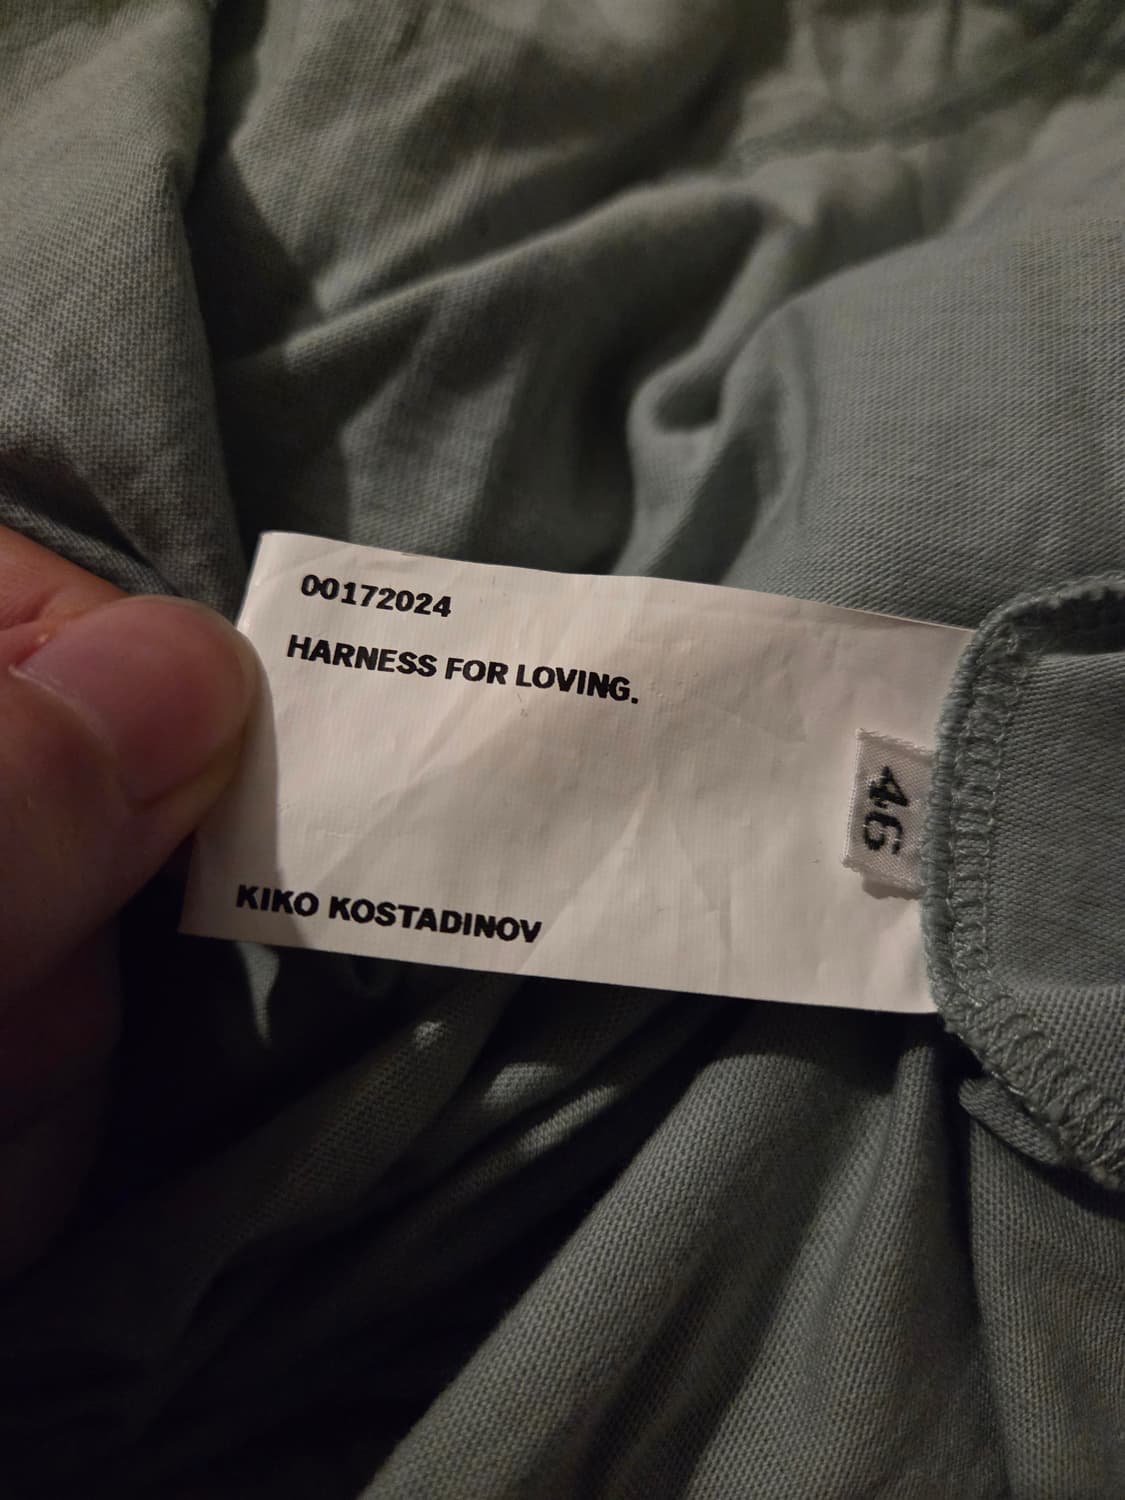 00172024
HARNESS FOR LOVING.
46
KIKO KOSTADINOV